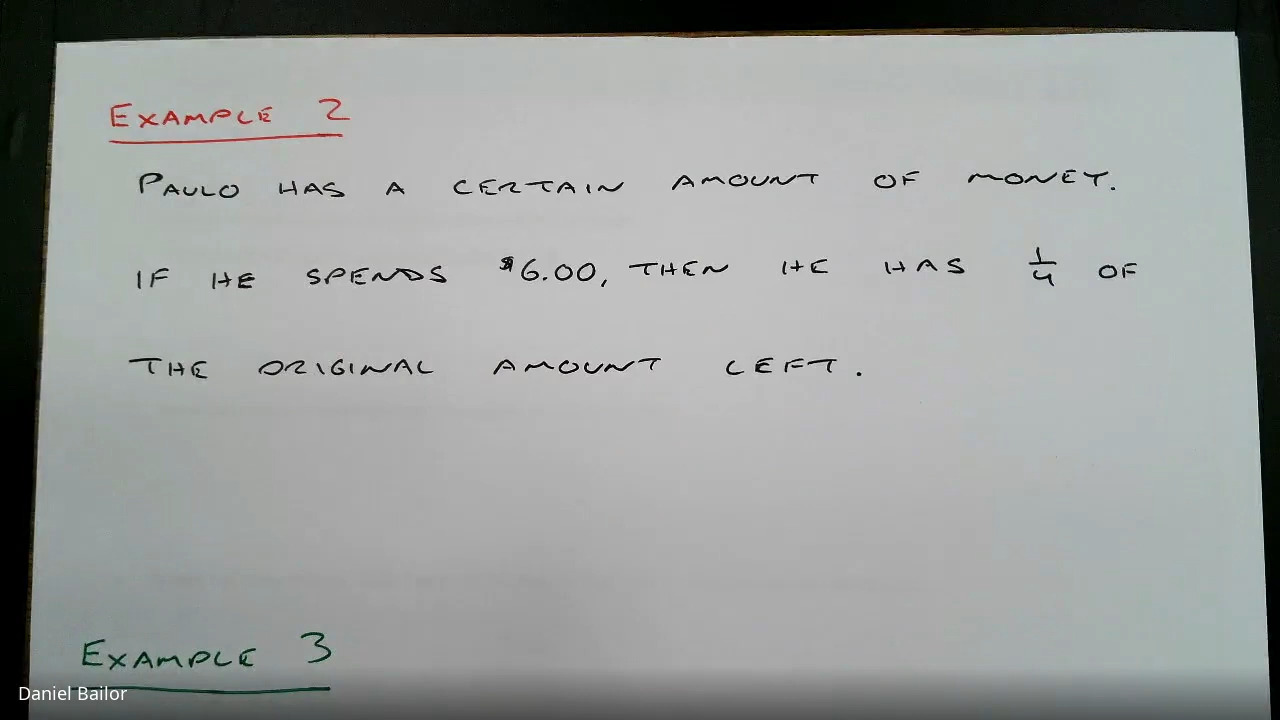 EXAMPLE 2
PAULO HAS A CERTAIN AMOUNT OF MONEY.
IF HE SPENDS $6.00, THEN HE HAS 1/4 OF
THE ORIGINAL AMOUNT LEFT.
EXAMPLE 3
Daniel Bailor